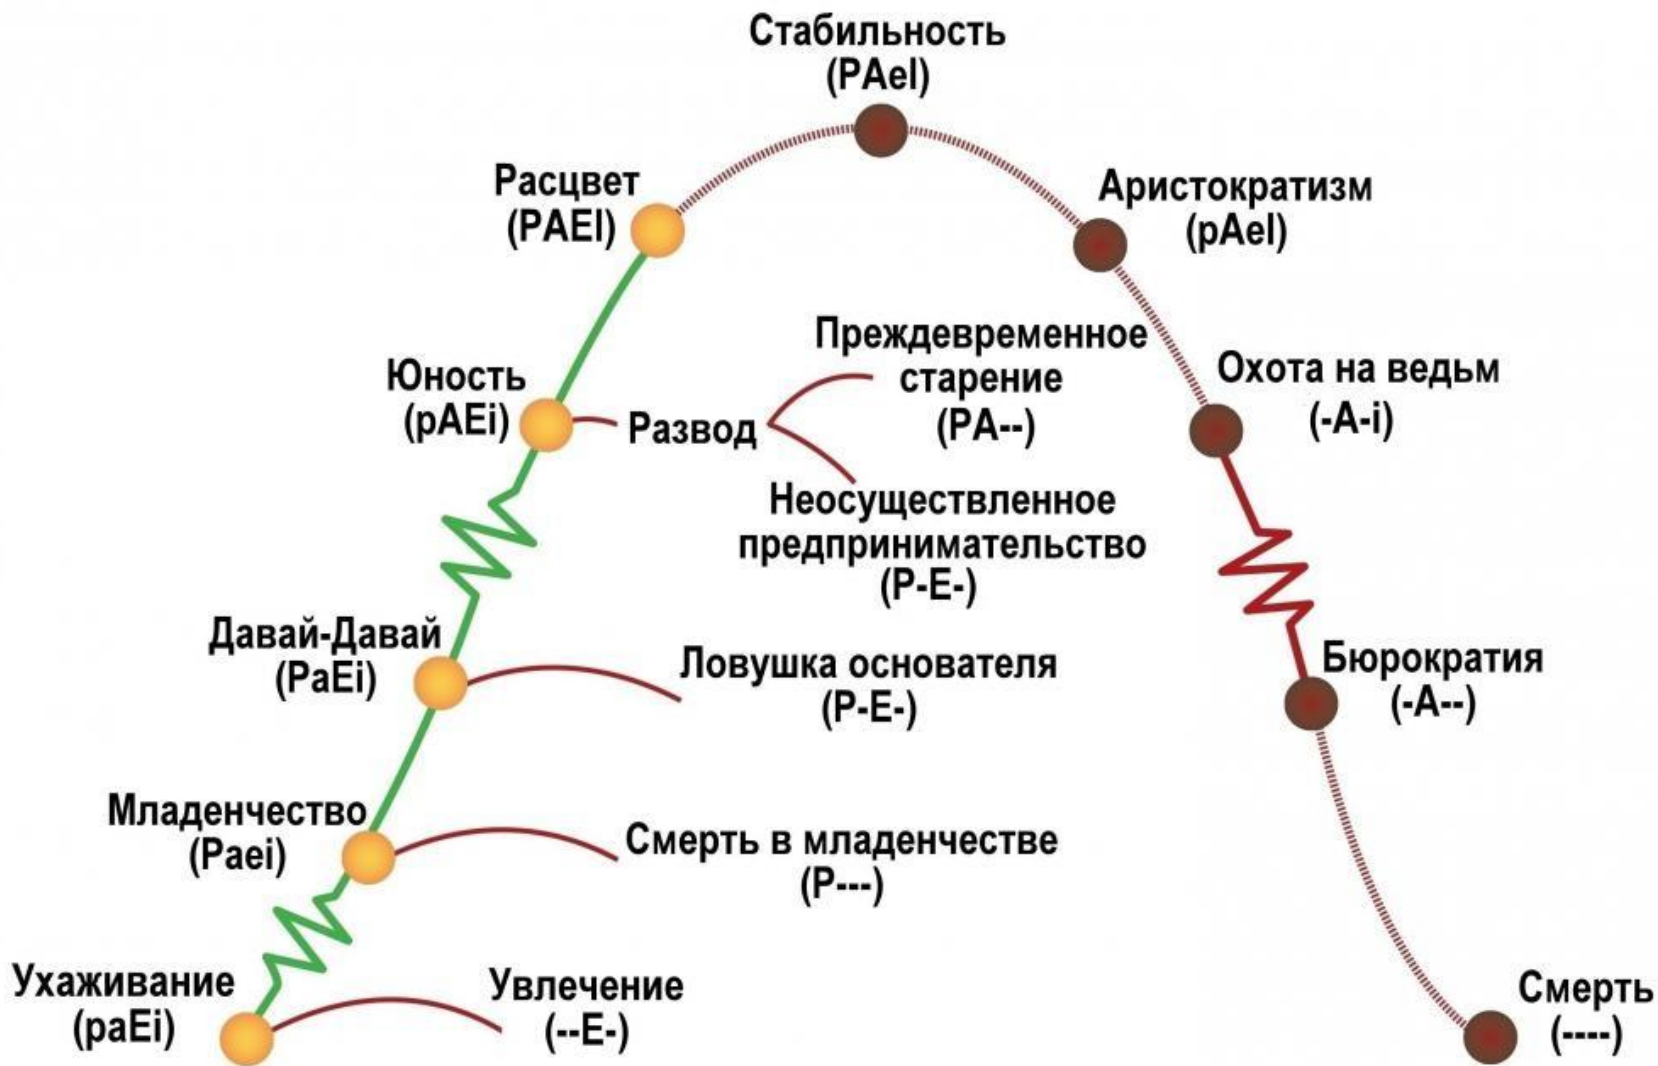 Стабильность
(PAeI)
Расцвет
(PAEI)
Аристократизм
(pAeI)
Преждевременное
старение
(PA--)
Охота на ведьм
(-A-i)
Юность
(pAEi)
Развод
Неосуществленное
предпринимательство
(P-E-)
Давай-Давай
(PaEi)
Ловушка основателя
(P-E-)
Бюрократия
(-A--)
Младенчество
(Paei)
Смерть в младенчестве
(P---)
Ухаживание
(paEi)
Увлечение
(--E-)
Смерть
(----)